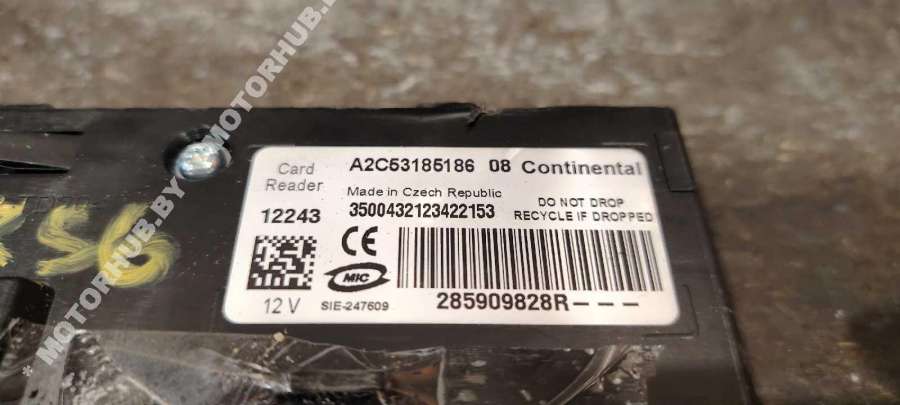 MOTORHUB.BY MOTORHUB.BY
Card Reader
A2C53185186 08 Continental
Made in Czech Republic
12243
3500432123422153
DO NOT DROP
RECYCLE IF DROPPED
CE
MIC
12 V
SIE-247609
285909828R---